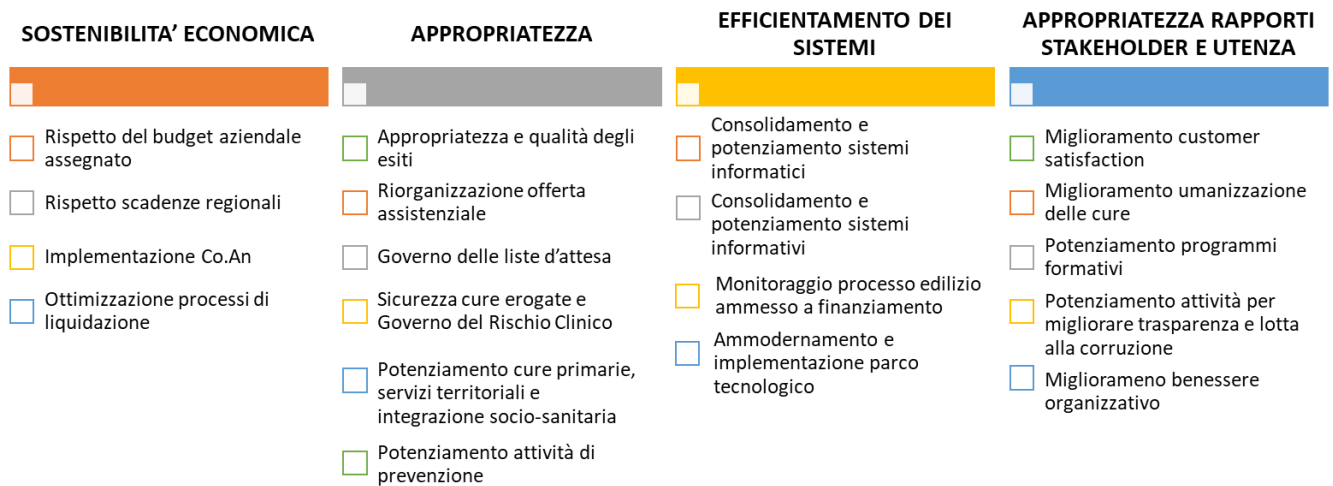 SOSTENIBILITA’ ECONOMICA
Rispetto del budget aziendale
assegnato
Rispetto scadenze regionali
Implementazione Co.An
Ottimizzazione processi di
liquidazione
APPROPRIATEZZA
Appropriatezza e qualità degli
esiti
Riorganizzazione offerta
assistenziale
Governo delle liste d’attesa
Sicurezza cure erogate e
Governo del Rischio Clinico
Potenziamento cure primarie,
servizi territoriali e
integrazione socio-sanitaria
Potenziamento attività di
prevenzione
EFFICIENTAMENTO DEI
SISTEMI
Consolidamento e
potenziamento sistemi
informatici
Consolidamento e
potenziamento sistemi
informativi
Monitoraggio processo edilizio
ammesso a finanziamento
Ammodernamento e
implementazione parco
tecnologico
APPROPRIATEZZA RAPPORTI
STAKEHOLDER E UTENZA
Miglioramento customer
satisfaction
Miglioramento umanizzazione
delle cure
Potenziamento programmi
formativi
Potenziamento attività per
migliorare trasparenza e lotta
alla corruzione
Migliorameno benessere
organizzativo